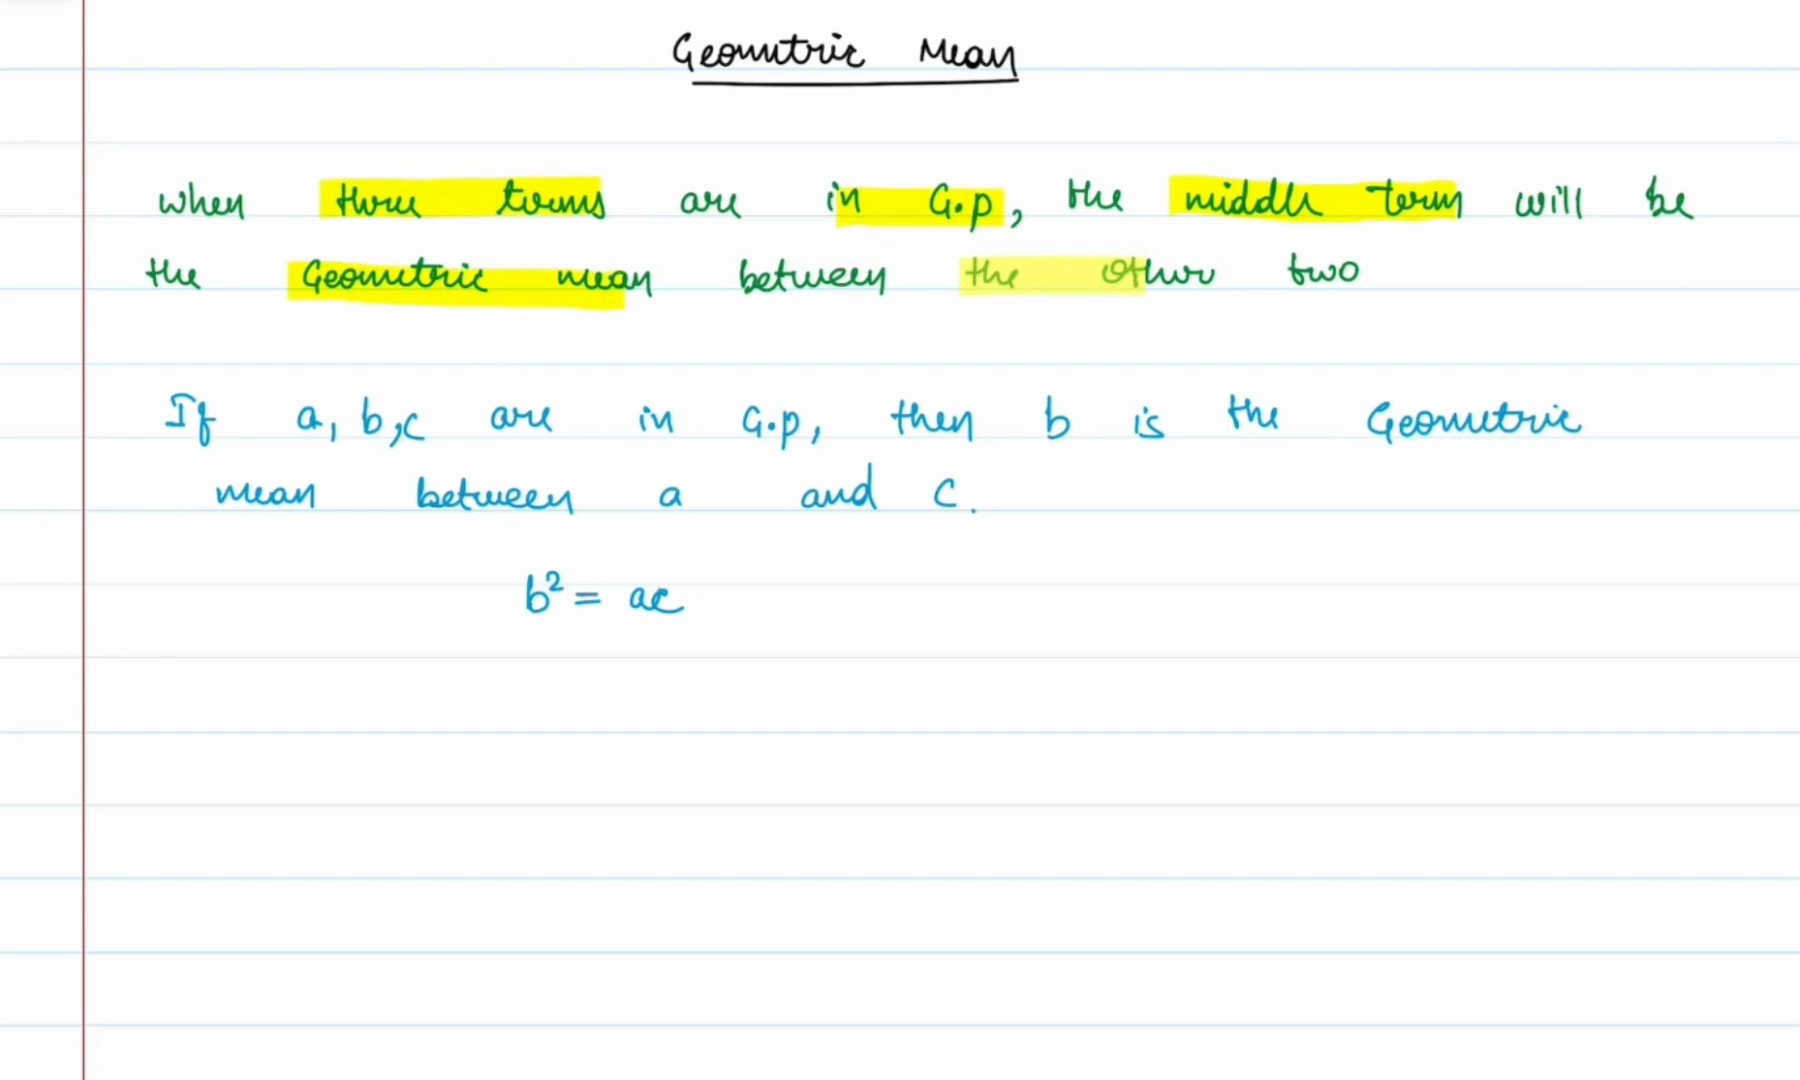 Geometric Mean
when three terms are in G.p, the middle term will be
the Geometric mean between the other two
If a, b,c are in G.p, then b is the Geometric
mean between a and c.
b² = ac